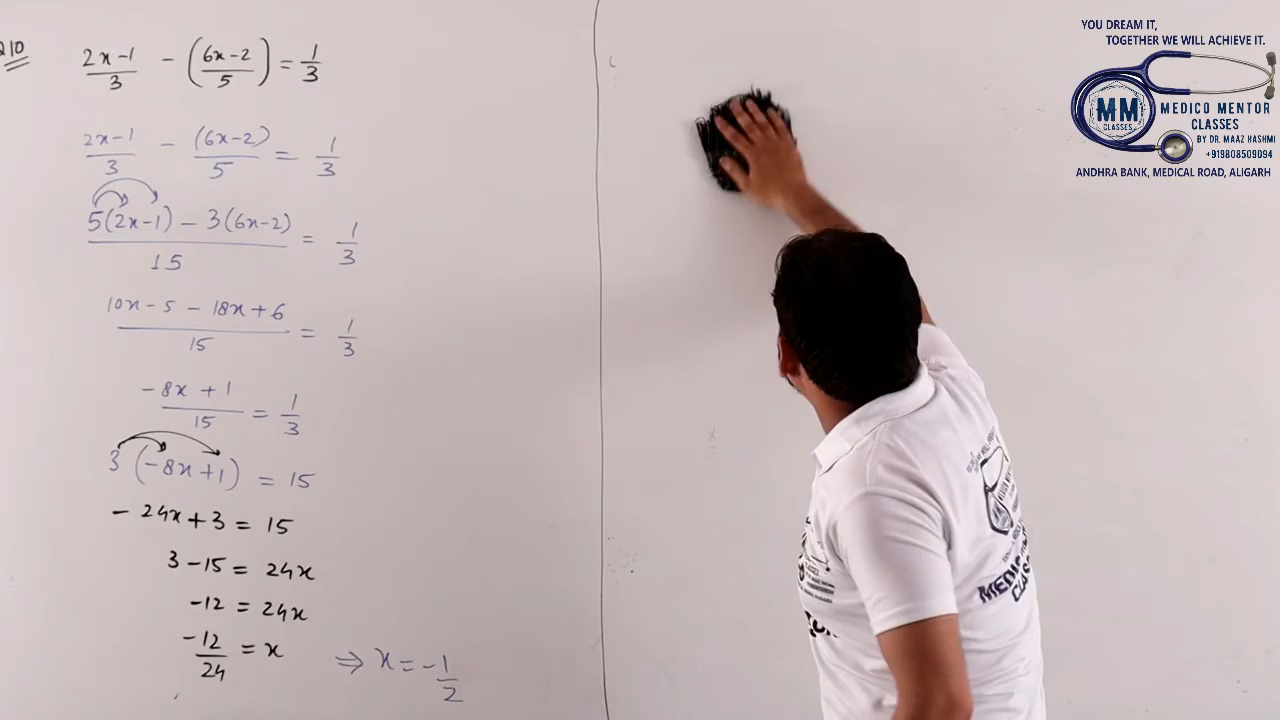 210
2x-1/3 - (6x-2/5) = 1/3
2x-1/3 - (6x-2)/5 = 1/3
5(2x-1) - 3(6x-2)/15 = 1/3
10x-5 - 18x+6/15 = 1/3
-8x + 1/15 = 1/3
3(-8x+1) = 15
- 24x+3 = 15
3-15 = 24x
-12 = 24x
-12/24 = x ⇒ x = -1/2
YOU DREAM IT,
TOGETHER WE WILL ACHIEVE IT.
MM
CLASSES
MEDICO MENTOR
CLASSES
BY DR. MAAZ HASHMI
+919808509094
ANDHRA BANK, MEDICAL ROAD, ALIGARH